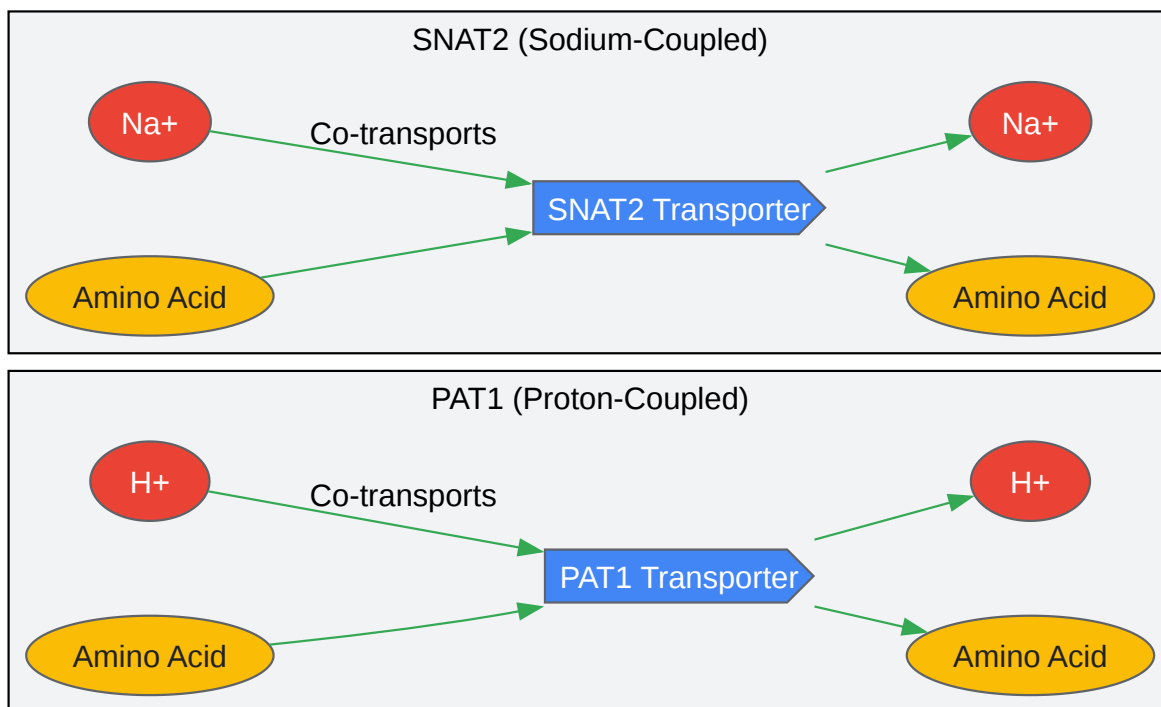 SNAT2 (Sodium-Coupled)
Na+
Co-transports
Na+
SNAT2 Transporter
Amino Acid
Amino Acid
PAT1 (Proton-Coupled)
H+
Co-transports
H+
PAT1 Transporter
Amino Acid
Amino Acid